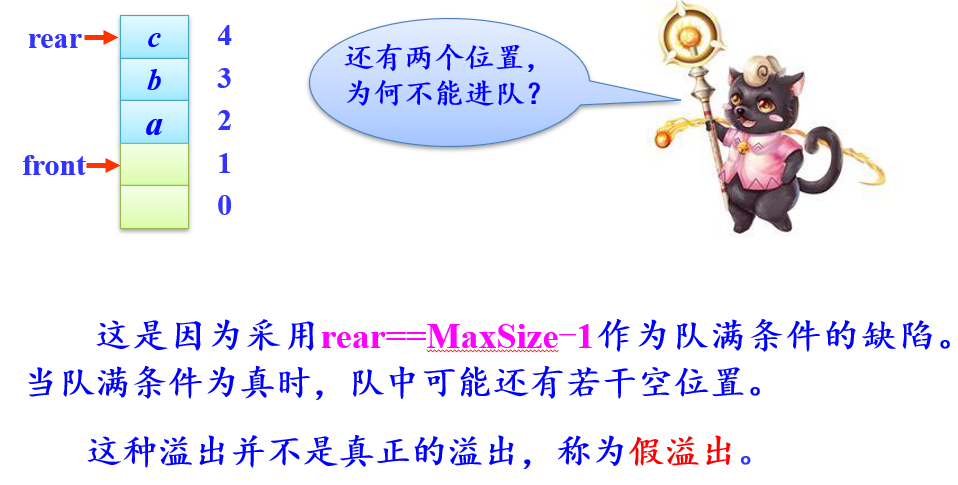 rear c 4
b 3
a 2
front 1
0
还有两个位置，
为何不能进队？
这是因为采用rear==MaxSize-1作为队满条件的缺陷。
当队满条件为真时，队中可能还有若干空位置。
这种溢出并不是真正的溢出，称为假溢出。